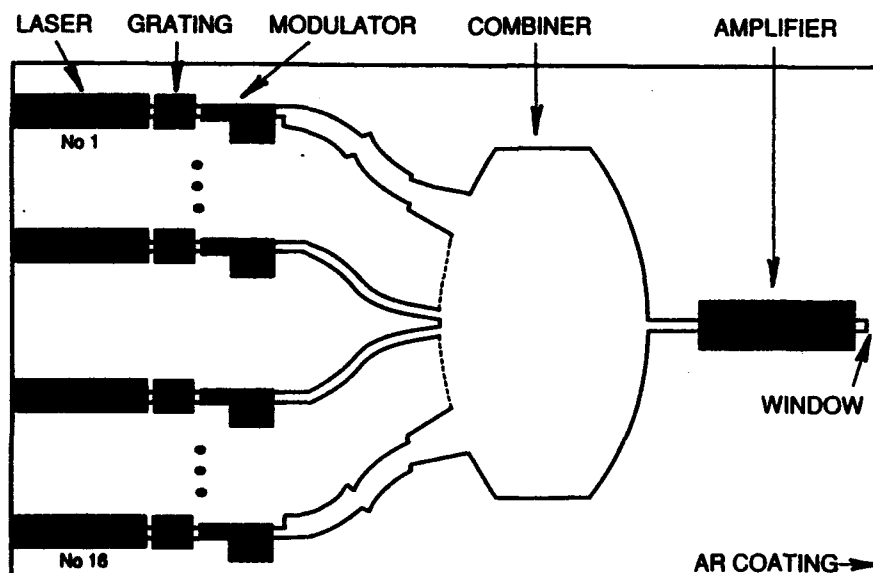 LASER GRATING MODULATOR COMBINER AMPLIFIER
No 1
WINDOW
No 16
AR COATING